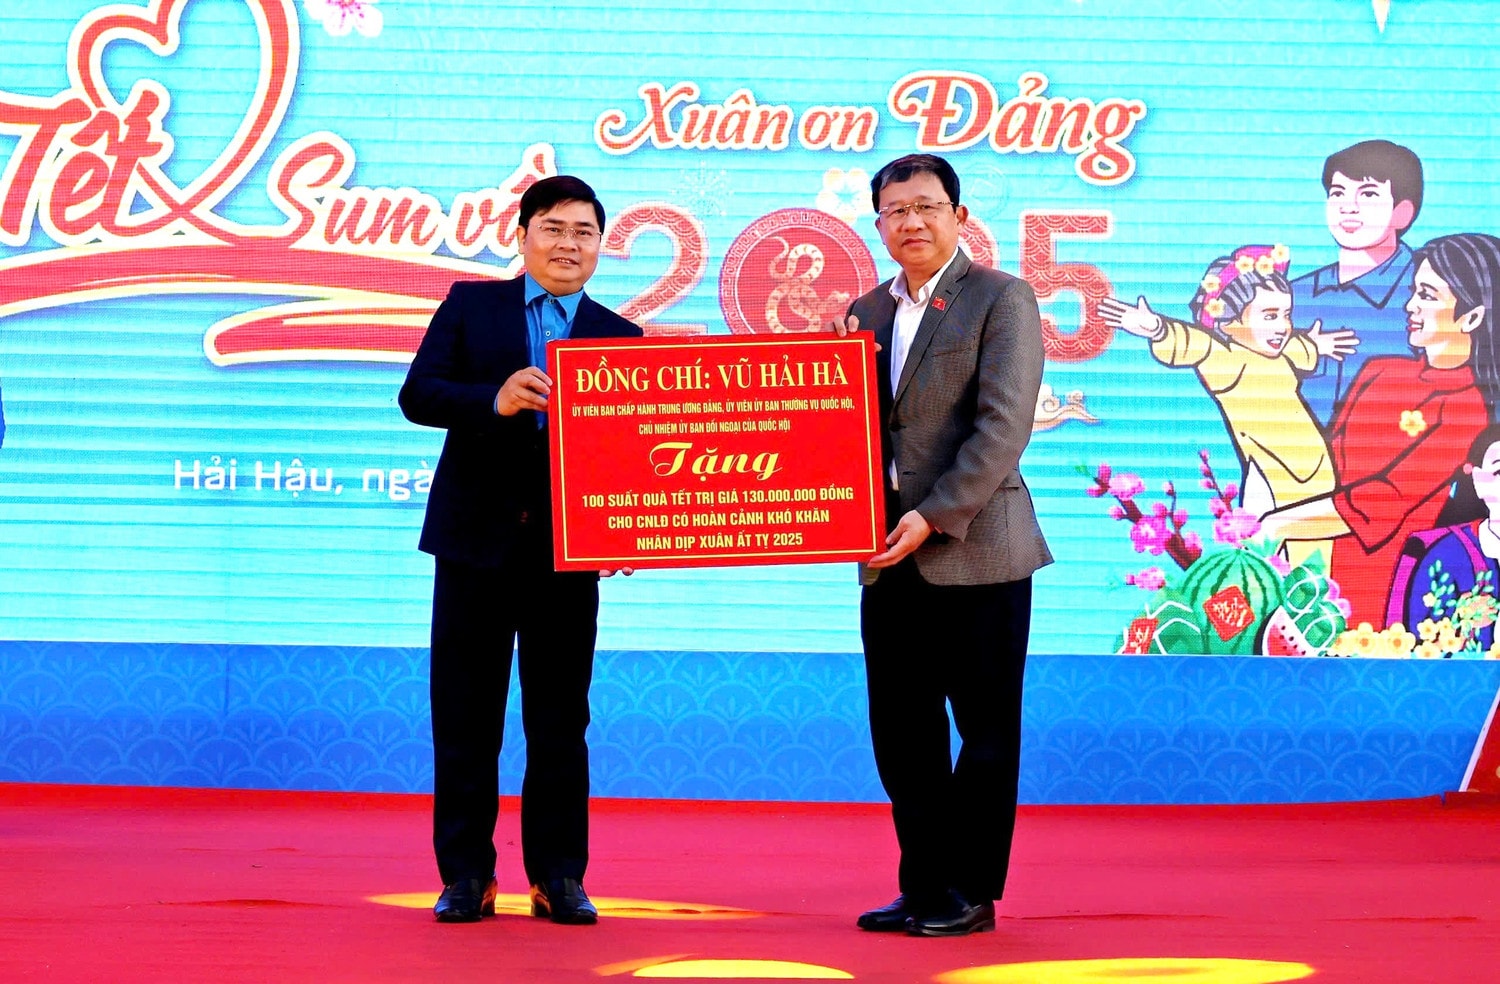 Tết
Sum vầ
Xuân ơn Đảng
2025
Hải Hậu, ngà
ĐỒNG CHÍ: VŨ HẢI HÀ
ỦY VIÊN BAN CHẤP HÀNH TRUNG ƯƠNG ĐẢNG, ỦY VIÊN ỦY BAN THƯỜNG VỤ QUỐC HỘI,
CHỦ NHIỆM ỦY BAN ĐỐI NGOẠI CỦA QUỐC HỘI
Tặng
100 SUẤT QUÀ TẾT TRỊ GIÁ 130.000.000 ĐỒNG
CHO CNLĐ CÓ HOÀN CẢNH KHÓ KHĂN
NHÂN DỊP XUÂN ẤT TỴ 2025